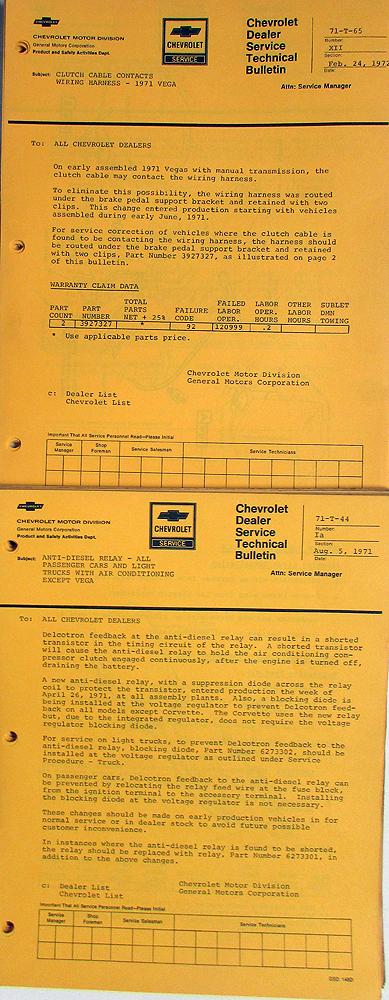 CHEVROLET
CHEVROLET MOTOR DIVISION
General Motors Corporation
Product and Safety Activities Dept.
CHEVROLET
SERVICE
Chevrolet
Dealer
Service
Technical
Bulletin
71-T-65
Number:
XII
Section:
Feb. 24, 1972
Date:
Subject: CLUTCH CABLE CONTACTS
WIRING HARNESS - 1971 VEGA
Attn: Service Manager
To: ALL CHEVROLET DEALERS
On early assembled 1971 Vegas with manual transmission, the
clutch cable may contact the wiring harness.
To eliminate this possibility, the wiring harness was routed
under the brake pedal support bracket and retained with two
clips. This change entered production starting with vehicles
assembled during early June, 1971.
For service correction of vehicles where the clutch cable is
found to be contacting the wiring harness, the harness should
be routed under the brake pedal support bracket and retained
with two clips, Part Number 3927327, as illustrated on page 2
of this bulletin.
WARRANTY CLAIM DATA
PART COUNT PART NUMBER TOTAL PARTS NET + 25% FAILURE CODE FAILED LABOR OPER. LABOR OPER. HOURS OTHER LABOR HOURS SUBLET DMN TOWING
2 3927327 * 92 120999 .2
* Use applicable parts price.
Chevrolet Motor Division
General Motors Corporation
c: Dealer List
Chevrolet List
Important That All Service Personnel Read—Please Initial
Service Manager Shop Foreman Service Salesman Service Technicians
CHEVROLET
CHEVROLET MOTOR DIVISION
General Motors Corporation
Product and Safety Activities Dept.
CHEVROLET
SERVICE
Chevrolet
Dealer
Service
Technical
Bulletin
71-T-44
Number:
Ia
Section:
Aug. 5, 1971
Date:
Subject: ANTI-DIESEL RELAY - ALL
PASSENGER CARS AND LIGHT
TRUCKS WITH AIR CONDITIONING
EXCEPT VEGA
Attn: Service Manager
To: ALL CHEVROLET DEALERS
Delcotron feedback at the anti-diesel relay can result in a shorted
transistor in the timing circuit of the relay. A shorted transistor
will cause the anti-diesel relay to hold the air conditioning com-
pressor clutch engaged continuously, after the engine is turned off,
draining the battery.
A new anti-diesel relay, with a suppression diode across the relay
coil to protect the transistor, entered production the week of
April 26, 1971, at all assembly plants. Also, a blocking diode is
being installed at the voltage regulator to prevent Delcotron feed-
back on all models except Corvette. The Corvette uses the new relay
but, due to the integrated regulator, does not require the voltage
regulator blocking diode.
For service on light trucks, to prevent Delcotron feedback to the
anti-diesel relay, blocking diode, Part Number 6273302, should be
installed at the voltage regulator as outlined under Service
Procedure - Truck.
On passenger cars, Delcotron feedback to the anti-diesel relay can
be prevented by relocating the relay feed wire at the fuse block,
from the ignition terminal to the accessory terminal. Installing
the blocking diode at the voltage regulator is not necessary.
These changes should be made on early production vehicles in for
normal service or in dealer stock to avoid future possible
customer inconvenience.
In instances where the anti-diesel relay is found to be shorted,
the relay should be replaced with relay, Part Number 6273301, in
addition to the above changes.
c: Dealer List
Chevrolet List
Chevrolet Motor Division
General Motors Corporation
Important That All Service Personnel Read—Please Initial
Service Manager Shop Foreman Service Salesman Service Technicians